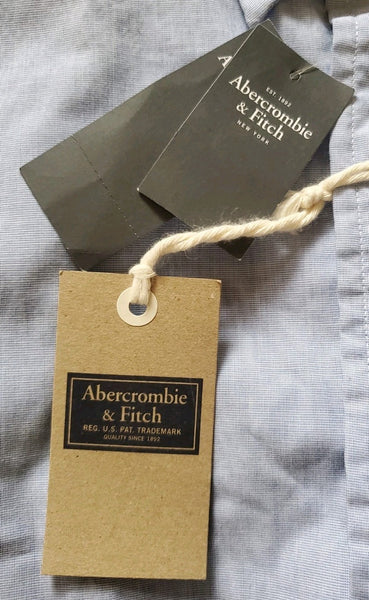 A
EST. 1892
Abercrombie
& Fitch
NEW YORK
Abercrombie
& Fitch
REG. U.S. PAT. TRADEMARK
QUALITY SINCE 1892